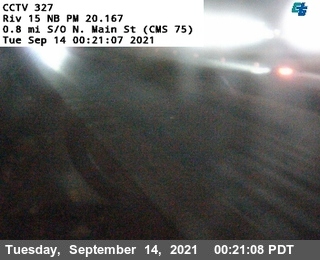 CCTV 327
Riv 15 NB PM 20.167
0.8 mi S/O N. Main St (CMS 75)
Tue Sep 14 00:21:07 2021
Tuesday, September 14, 2021 00:21:08 PDT